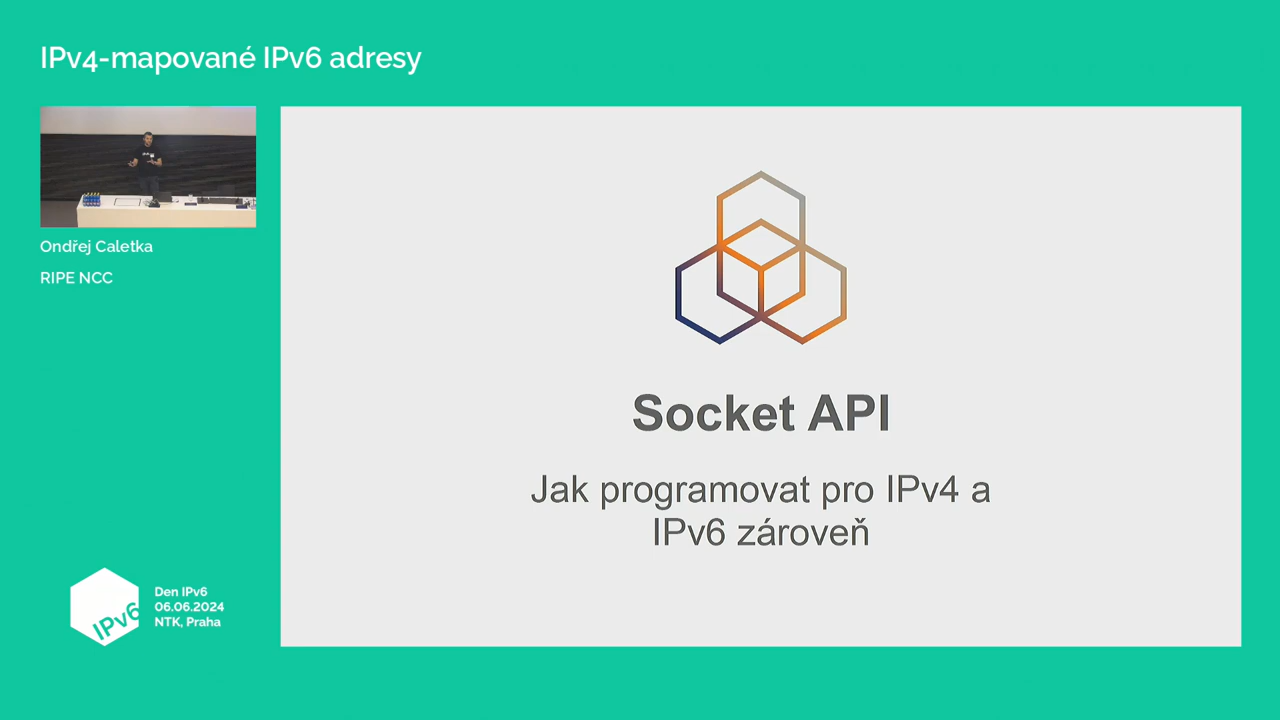 IPv4-mapované IPv6 adresy
Ondřej Caletka
RIPE NCC
Socket API
Jak programovat pro IPv4 a
IPv6 zároveň
IPv6
Den IPv6
06.06.2024
NTK, Praha